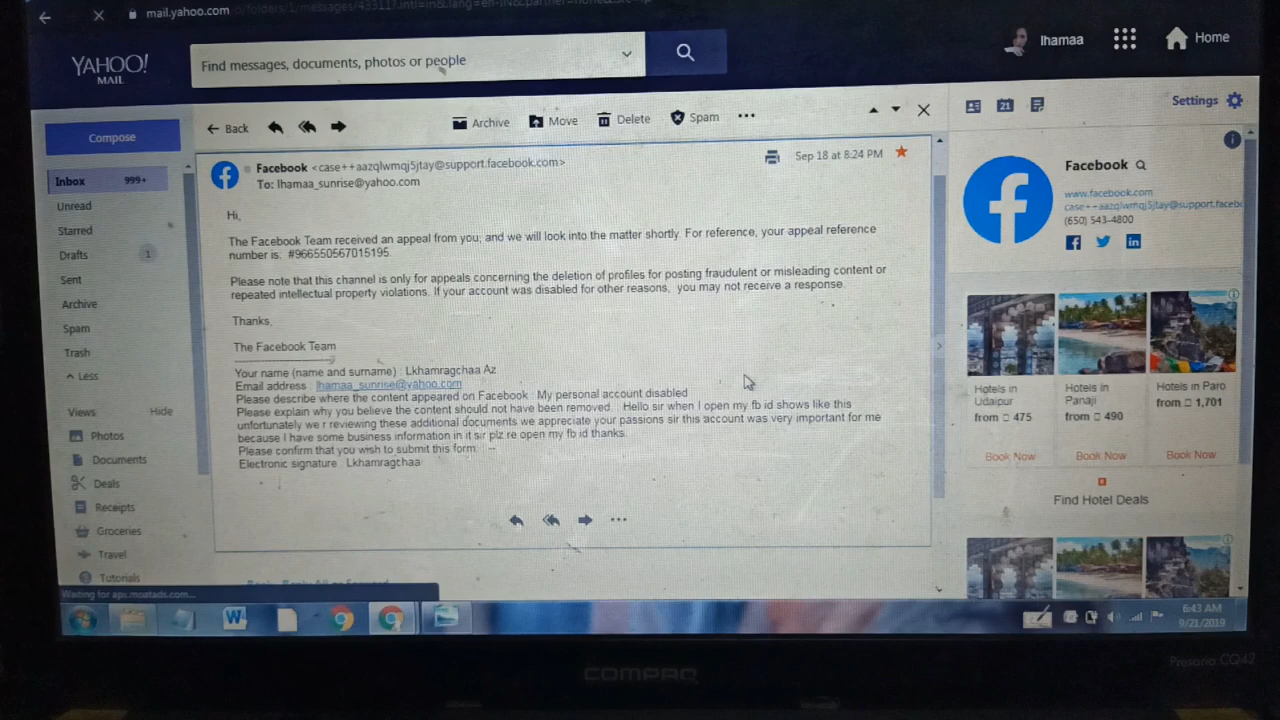 mail.yahoo.com
YAHOO!
MAIL
Find messages, documents, photos or people
lhamaa
Home
Compose
Back
Archive
Move
Delete
Spam
Settings
Inbox 999+
Unread
Starred
Drafts 1
Sent
Archive
Spam
Trash
Less
Views Hide
Photos
Documents
Deals
Receipts
Groceries
Travel
Tutorials
Facebook <case++aazqlwmqj5jtay@support.facebook.com>
Sep 18 at 8:24 PM
To: lhamaa_sunrise@yahoo.com
Hi,
The Facebook Team received an appeal from you, and we will look into the matter shortly. For reference, your appeal reference
number is: #966550567015195.
Please note that this channel is only for appeals concerning the deletion of profiles for posting fraudulent or misleading content or
repeated intellectual property violations. If your account was disabled for other reasons, you may not receive a response.
Thanks,
The Facebook Team
Your name (name and surname) : Lkhamragchaa Az
Email address : lhamaa_sunrise@yahoo.com
Please describe where the content appeared on Facebook : My personal account disabled
Please explain why you believe the content should not have been removed. : Hello sir when I open my fb id shows like this
unfortunately we r reviewing these additional documents we appreciate your passions sir this account was very important for me
because I have some business information in it sir plz re open my fb id thanks.
Please confirm that you wish to submit this form : --
Electronic signature : Lkhamragchaa
Facebook
www.facebook.com
case++aazqlwmqj5jtay@support.faceb
(650) 543-4800
21
Hotels in
Udaipur
from 475
Book Now
Hotels in
Panaji
from 490
Book Now
Hotels in Paro
from 1,701
Book Now
Find Hotel Deals
Waiting for aps.moatads.com...
6:43 AM
9/21/2019
COMPAQ
Presario CQ42